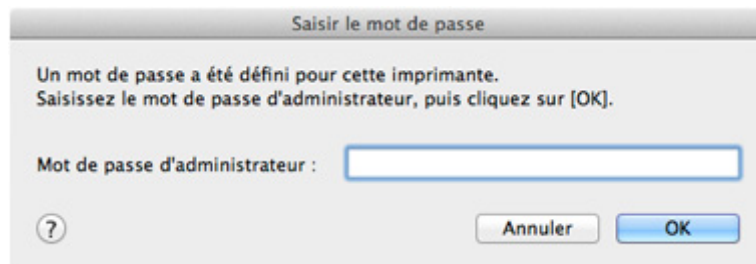 Saisir le mot de passe
Un mot de passe a été défini pour cette imprimante.
Saisissez le mot de passe d'administrateur, puis cliquez sur [OK].
Mot de passe d'administrateur :
? Annuler OK